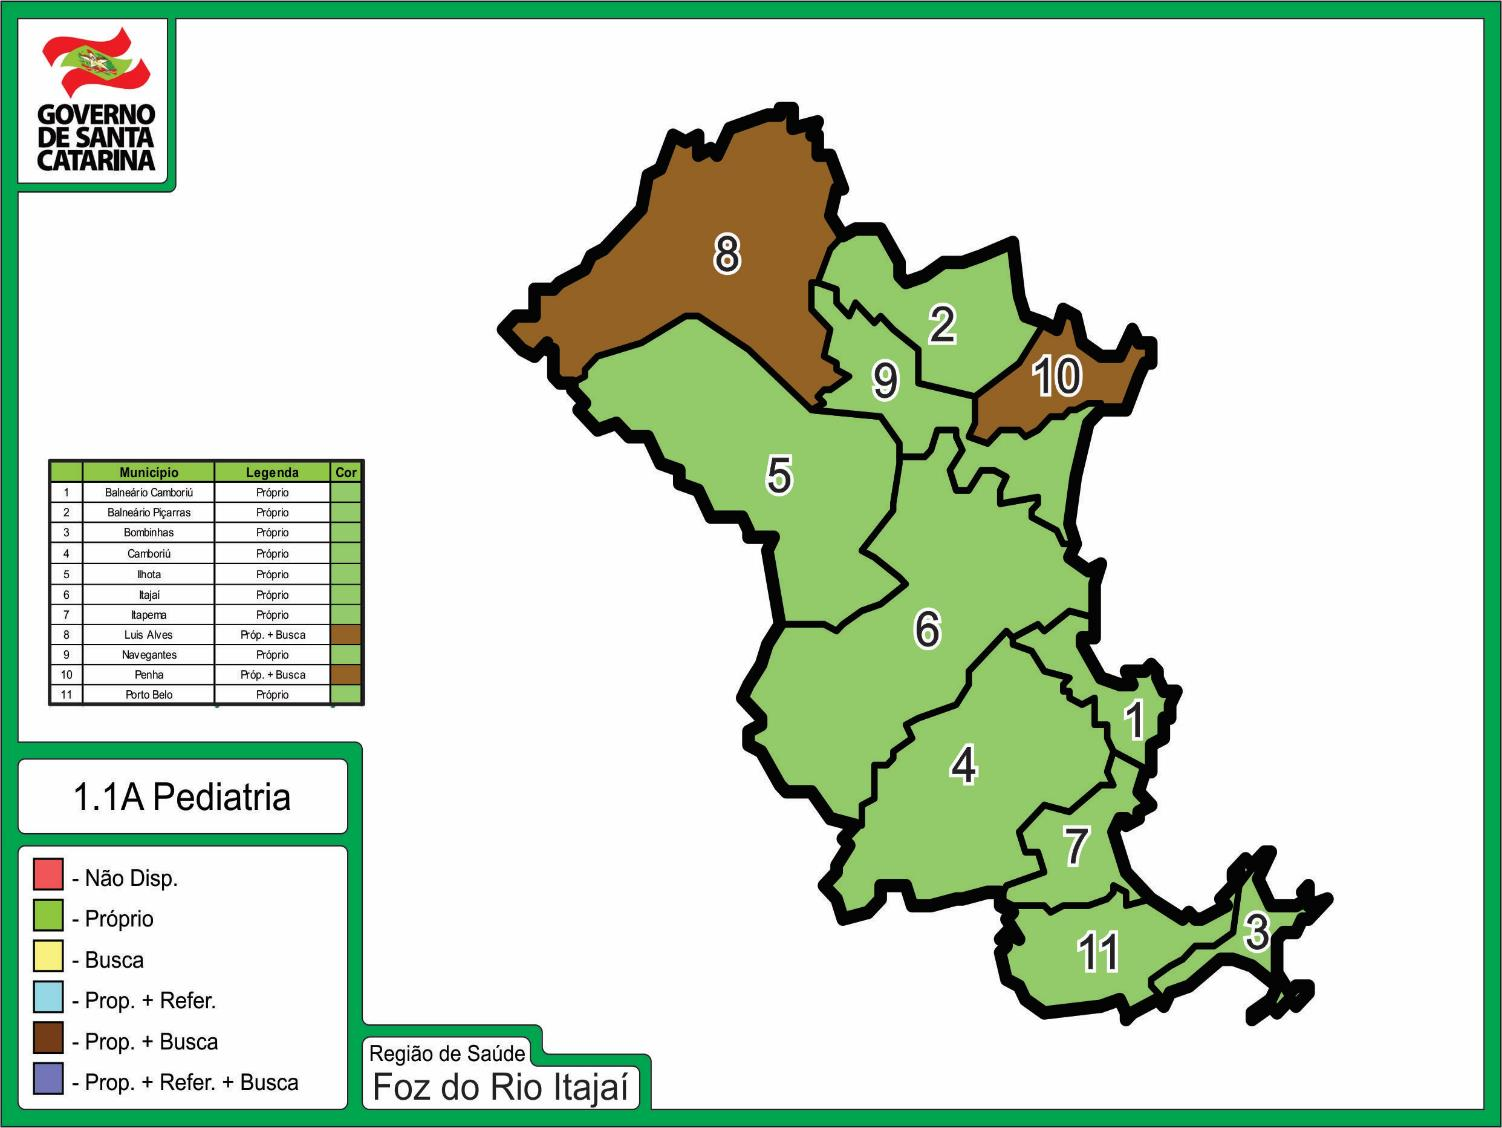 GOVERNO
DE SANTA
CATARINA
8
2
10
9
5
6
1
4
7
3
11
Município Legenda Cor
1 Balneário Camboriú Próprio
2 Balneário Piçarras Próprio
3 Bombinhas Próprio
4 Camboriú Próprio
5 Ilhota Próprio
6 Itajaí Próprio
7 Itapema Próprio
8 Luis Alves Próp. + Busca
9 Navegantes Próprio
10 Penha Próp. + Busca
11 Porto Belo Próprio
1.1A Pediatria
- Não Disp.
- Próprio
- Busca
- Prop. + Refer.
- Prop. + Busca
- Prop. + Refer. + Busca
Região de Saúde
Foz do Rio Itajaí